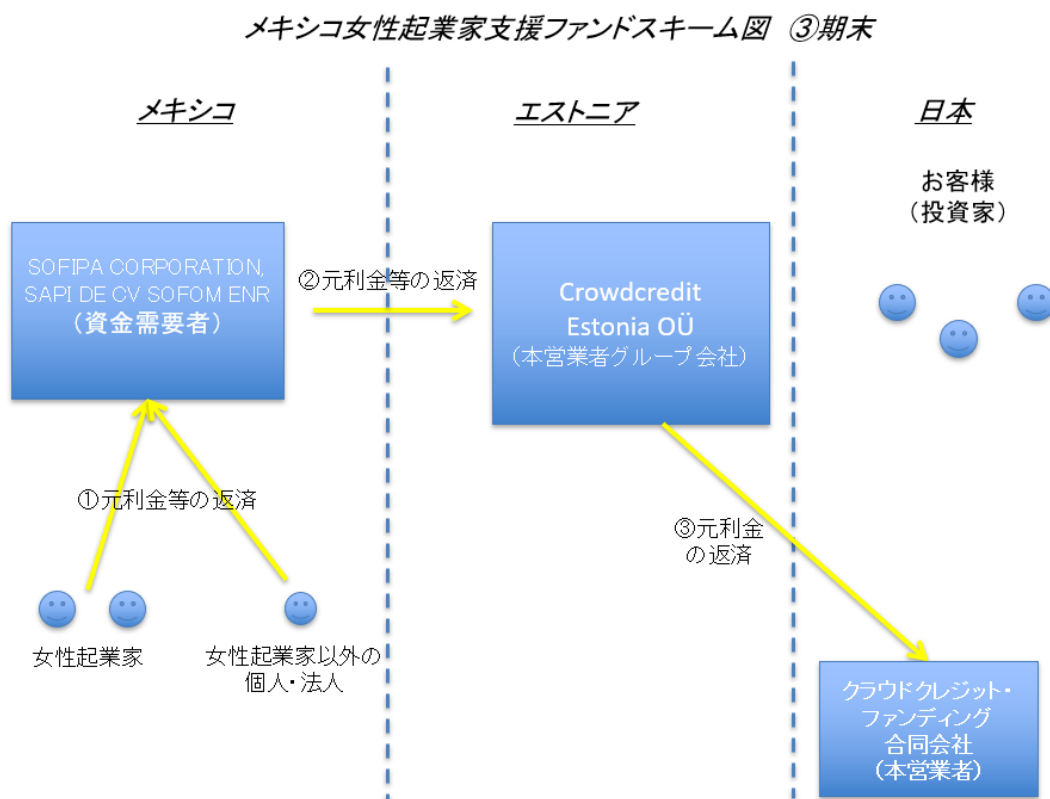 メキシコ女性起業家支援ファンドスキーム図 ③期末
メキシコ
エストニア
日本
お客様
（投資家）
SOFIPA CORPORATION,
SAPI DE CV SOFOM ENR
（資金需要者）
②元利金等の返済
Crowdcredit
Estonia OÜ
（本営業者グループ会社）
①元利金等の返済
③元利金
の返済
女性起業家
女性起業家以外の
個人・法人
クラウドクレジット・
ファンディング
合同会社
（本営業者）